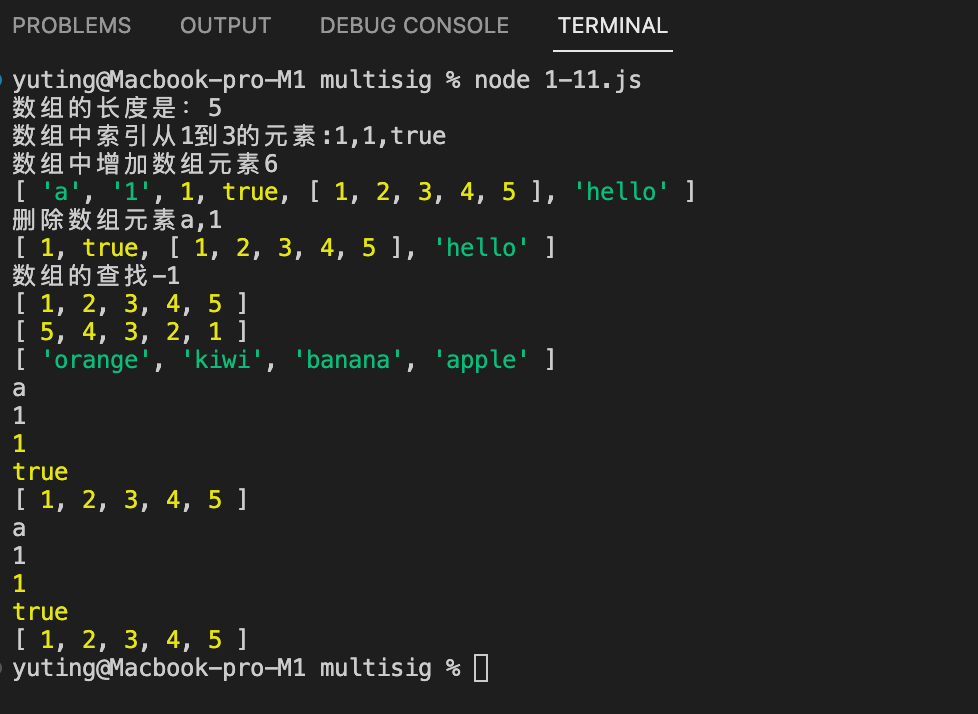 PROBLEMS OUTPUT DEBUG CONSOLE TERMINAL
yuting@Macbook-pro-M1 multisig % node 1-11.js
数组的长度是：5
数组中索引从1到3的元素:1,1,true
数组中增加数组元素6
[ 'a', '1', 1, true, [ 1, 2, 3, 4, 5 ], 'hello' ]
删除数组元素a,1
[ 1, true, [ 1, 2, 3, 4, 5 ], 'hello' ]
数组的查找-1
[ 1, 2, 3, 4, 5 ]
[ 5, 4, 3, 2, 1 ]
[ 'orange', 'kiwi', 'banana', 'apple' ]
a
1
1
true
[ 1, 2, 3, 4, 5 ]
a
1
1
true
[ 1, 2, 3, 4, 5 ]
yuting@Macbook-pro-M1 multisig %